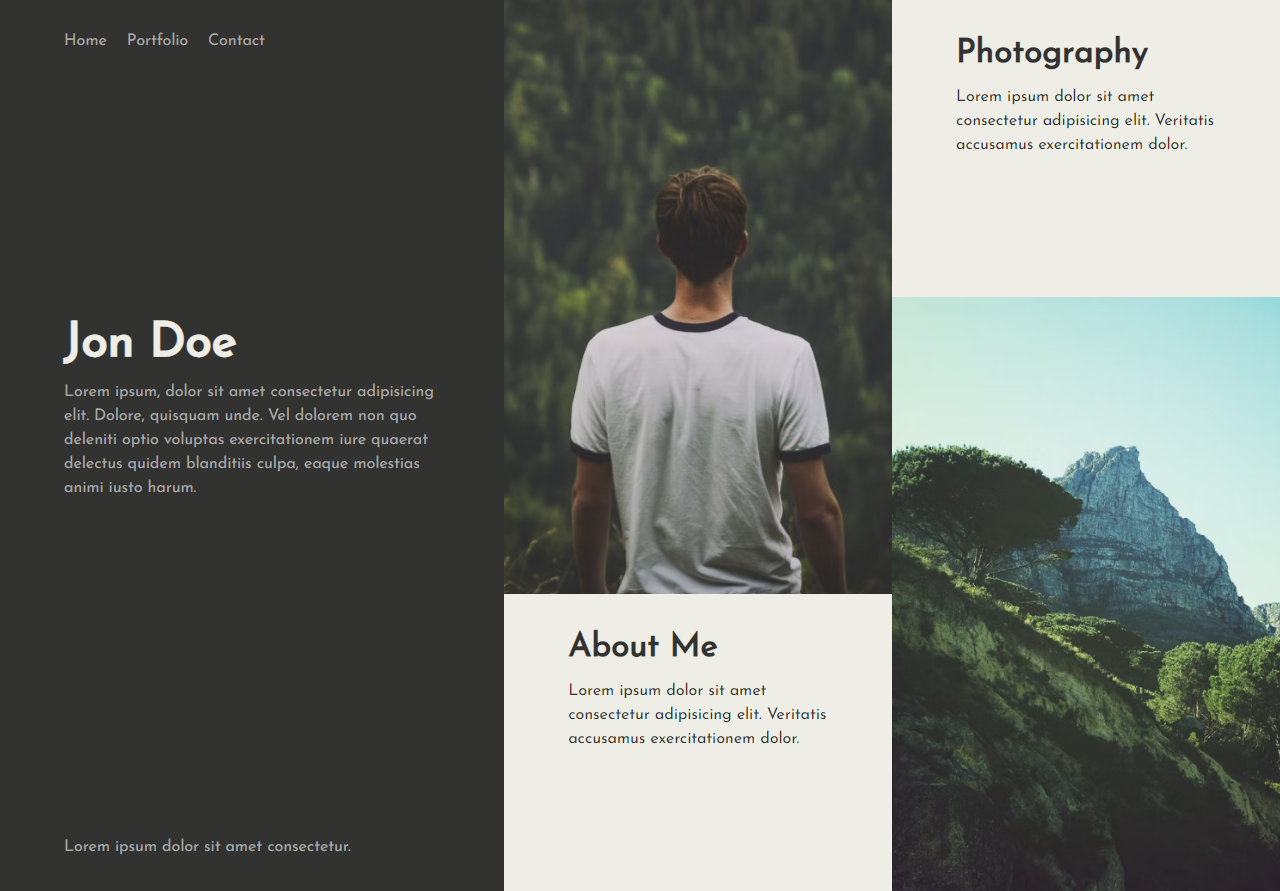 Home Portfolio Contact
Jon Doe
Lorem ipsum, dolor sit amet consectetur adipisicing
elit. Dolore, quisquam unde. Vel dolorem non quo
deleniti optio voluptas exercitationem iure quaerat
delectus quidem blanditiis culpa, eaque molestias
animi iusto harum.
Lorem ipsum dolor sit amet consectetur.
About Me
Lorem ipsum dolor sit amet
consectetur adipisicing elit. Veritatis
accusamus exercitationem dolor.
Photography
Lorem ipsum dolor sit amet
consectetur adipisicing elit. Veritatis
accusamus exercitationem dolor.